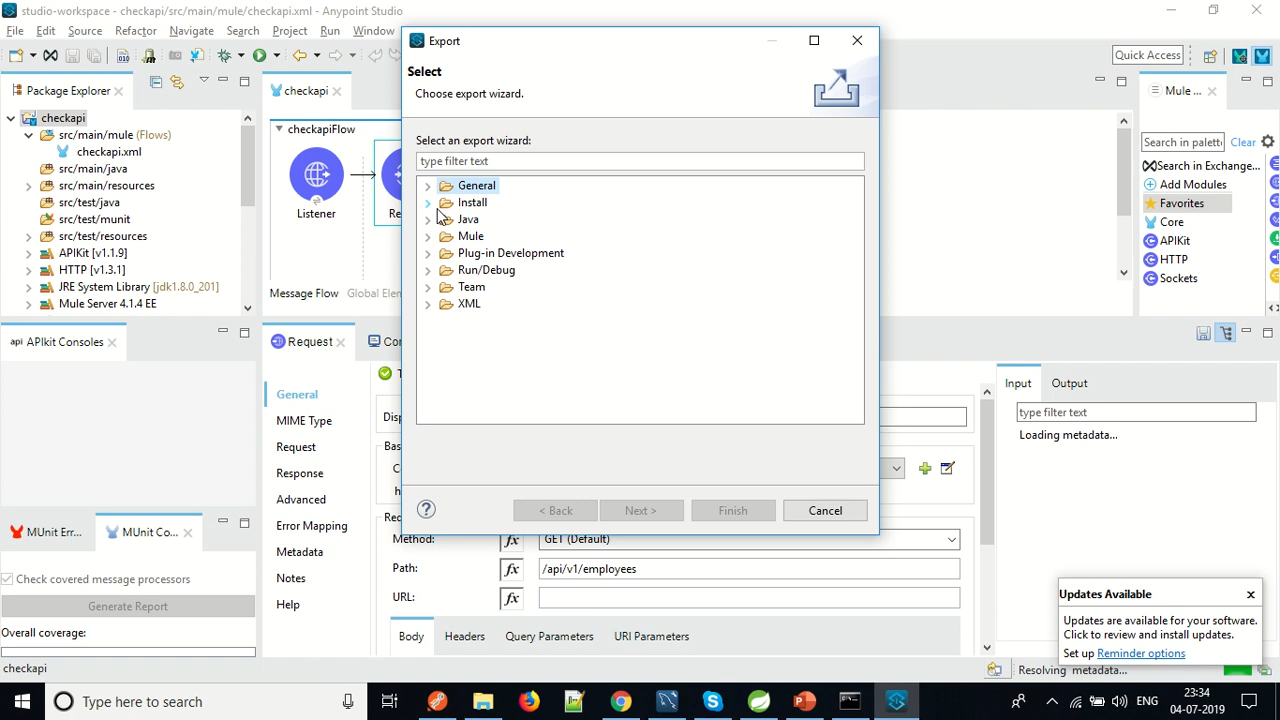 studio-workspace - checkapi/src/main/mule/checkapi.xml - Anypoint Studio
File Edit Source Refactor Navigate Search Project Run Window
Quick Access
Package Explorer
checkapi
src/main/mule (Flows)
checkapi.xml
src/main/java
src/main/resources
src/test/java
src/test/munit
src/test/resources
APIKit [v1.1.9]
HTTP [v1.3.1]
JRE System Library [jdk1.8.0_201]
Mule Server 4.1.4 EE
checkapi
checkapiFlow
Listener
Message Flow
Export
Select
Choose export wizard.
Select an export wizard:
type filter text
General
Install
Java
Mule
Plug-in Development
Run/Debug
Team
XML
< Back
Next >
Finish
Cancel
Mule ...
Search in palette
Clear
Search in Exchange...
Add Modules
Favorites
Core
APIKit
HTTP
Sockets
api APIkit Consoles
MUnit Err...
MUnit Co...
Check covered message processors
Generate Report
Overall coverage:
Request
General
MIME Type
Request
Response
Advanced
Error Mapping
Metadata
Notes
Help
Method:
GET (Default)
Path:
/api/v1/employees
URL:
Body
Headers
Query Parameters
URI Parameters
Input
Output
type filter text
Loading metadata...
Updates Available
Updates are available for your software.
Click to review and install updates.
Set up Reminder options
checkapi
Resolving metadata...
Type here to search
ENG
23:34
04-07-2019